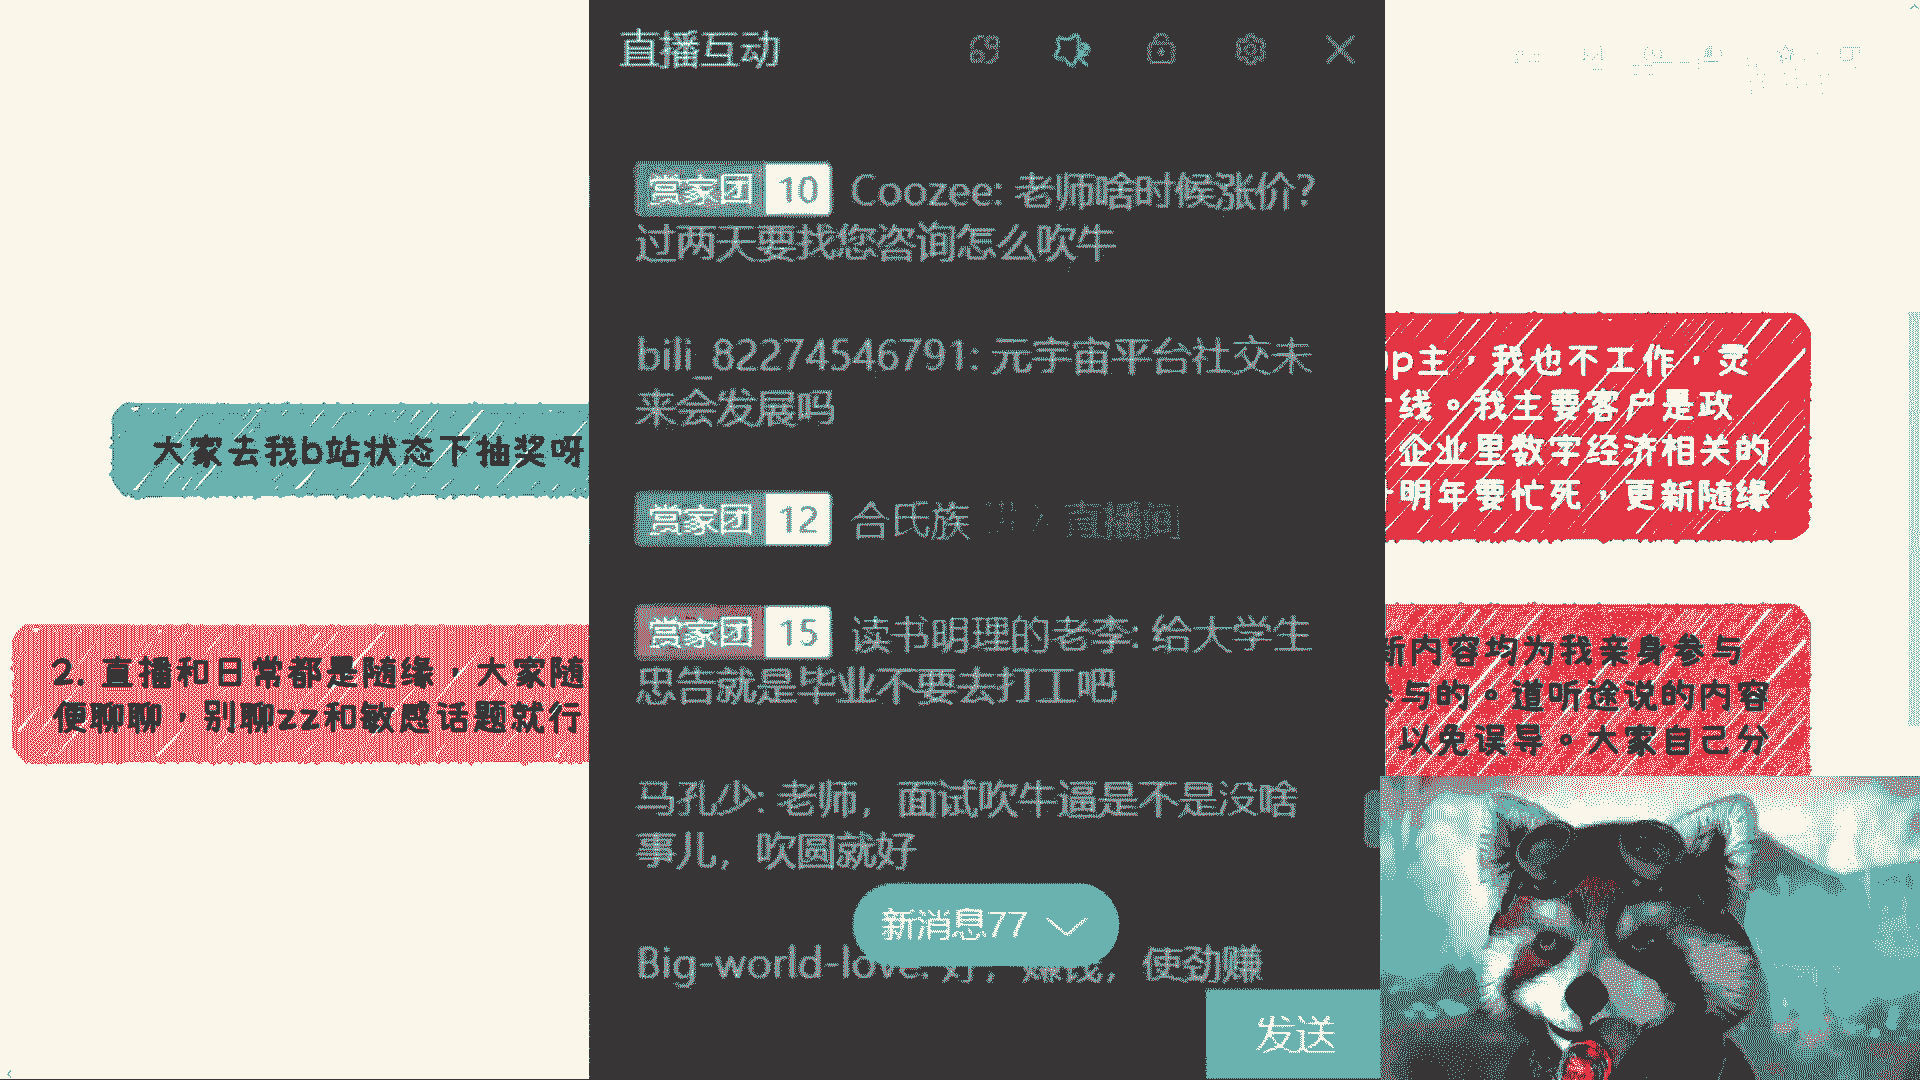 直播互动
赏家团 10 Coozee: 老师啥时候涨价?
过两天要找您咨询怎么吹牛
bili_82274546791: 元宇宙平台社交未
来会发展吗
赏家团 12 合氏族 进入 直播间
赏家团 15 读书明理的老李: 给大学生
忠告就是毕业不要去打工吧
马孔少: 老师，面试吹牛逼是不是没啥
事儿，吹圆就好
新消息77
Big-world-love: 好，赚钱，使劲赚
发送
大家去我b站状态下抽奖呀
2. 直播和日常都是随缘，大家随
便聊聊，别聊zz和敏感话题就行
up主，我也不工作，灵
线。我主要客户是政
企业里数字经济相关的
明年要忙死，更新随缘
新内容均为我亲身参与
参与的。道听途说的内容
以免误导。大家自己分